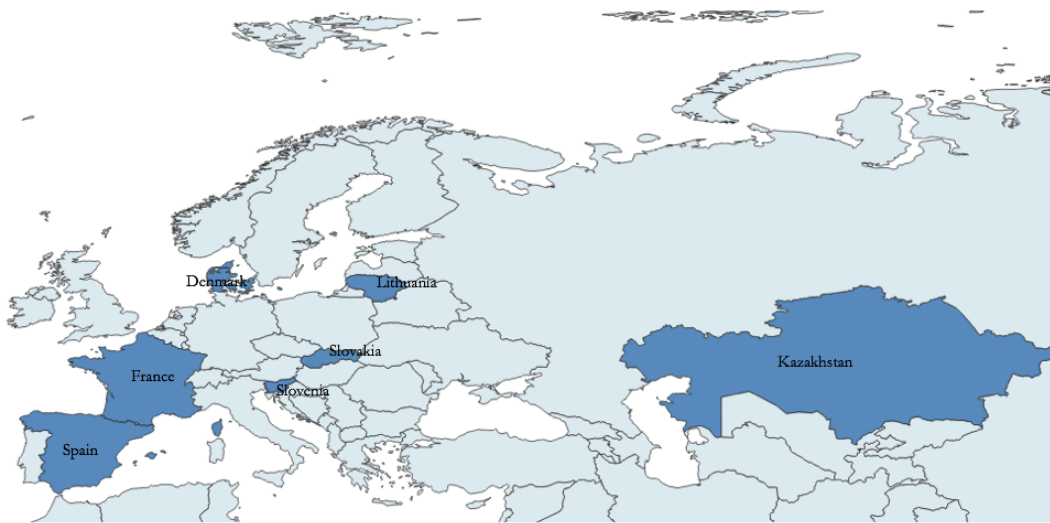 Denmark
Lithuania
Slovakia
France
Kazakhstan
Slovenia
Spain